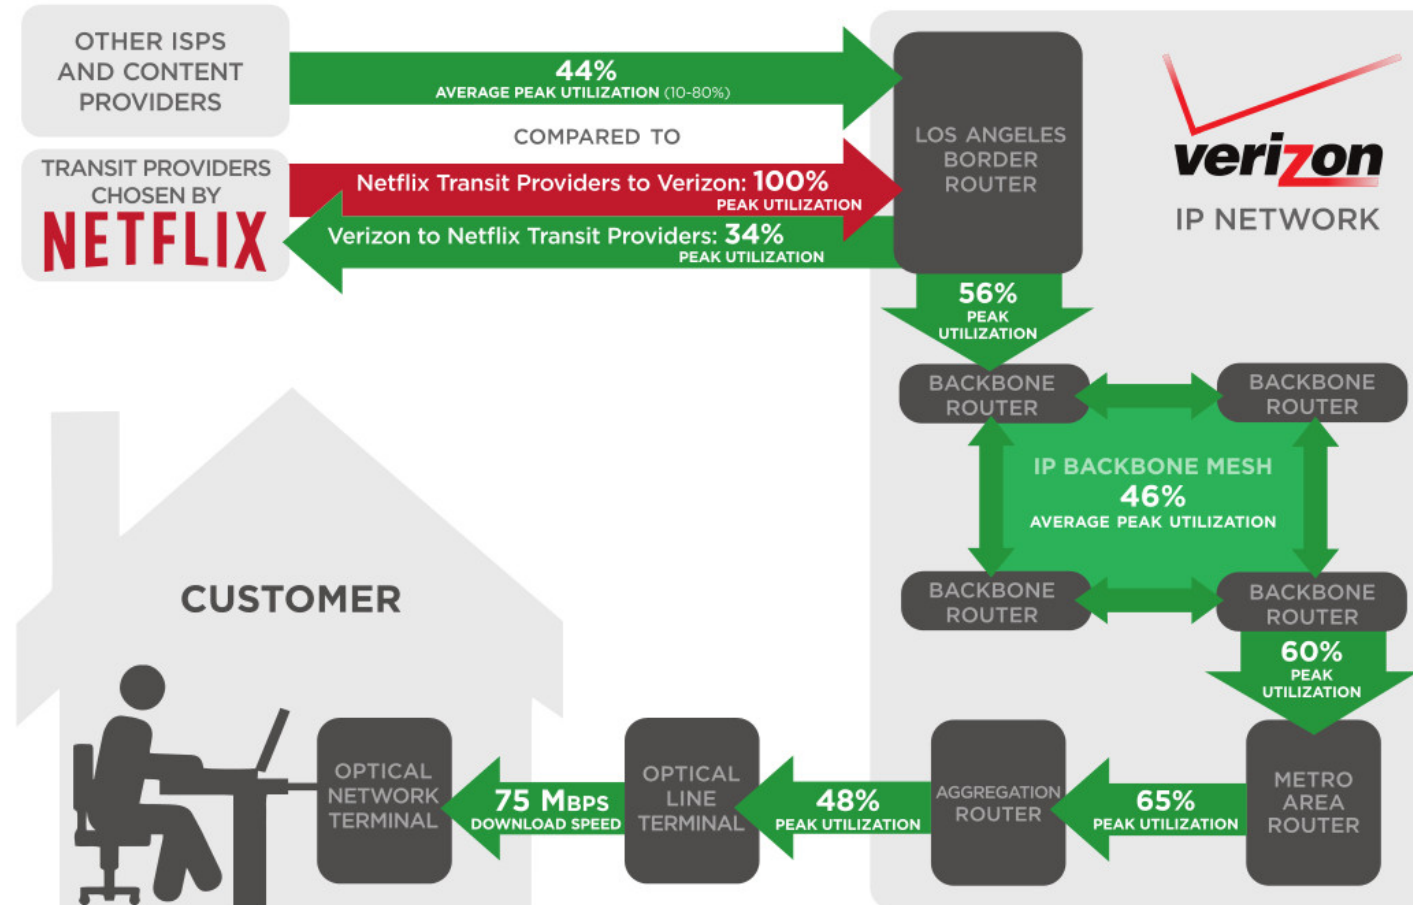 OTHER ISPS
AND CONTENT
PROVIDERS
44%
AVERAGE PEAK UTILIZATION (10-80%)
COMPARED TO
TRANSIT PROVIDERS
CHOSEN BY
NETFLIX
Netflix Transit Providers to Verizon: 100%
PEAK UTILIZATION
Verizon to Netflix Transit Providers: 34%
PEAK UTILIZATION
LOS ANGELES
BORDER
ROUTER
verizon
IP NETWORK
56%
PEAK
UTILIZATION
BACKBONE
ROUTER
BACKBONE
ROUTER
IP BACKBONE MESH
46%
AVERAGE PEAK UTILIZATION
BACKBONE
ROUTER
BACKBONE
ROUTER
60%
PEAK
UTILIZATION
METRO
AREA
ROUTER
65%
PEAK UTILIZATION
AGGREGATION
ROUTER
48%
PEAK UTILIZATION
OPTICAL
LINE
TERMINAL
75 MBPS
DOWNLOAD SPEED
OPTICAL
NETWORK
TERMINAL
CUSTOMER